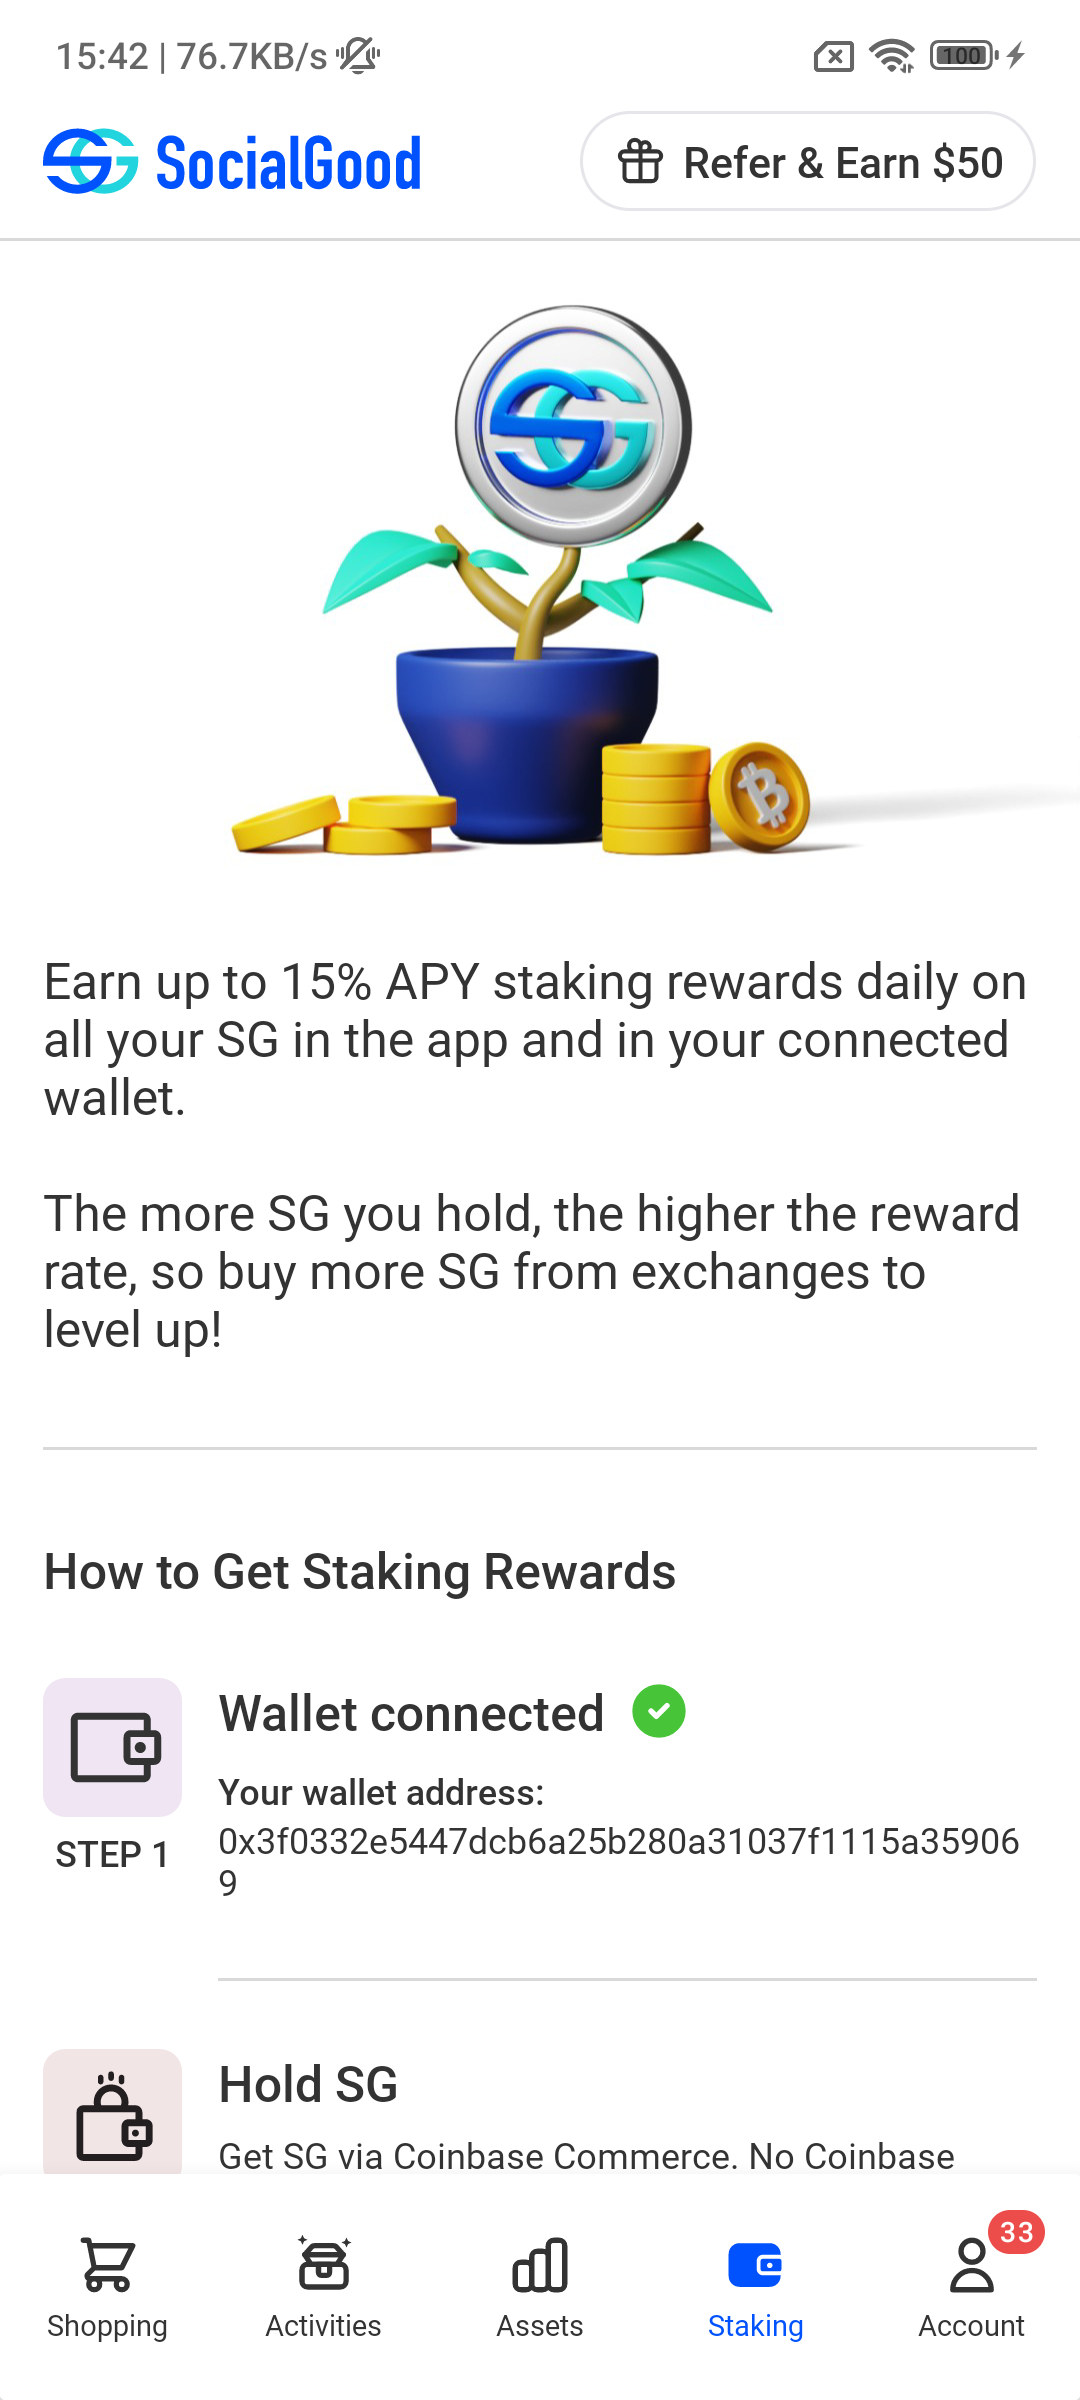 15:42 | 76.7KB/s
100
SocialGood
Refer & Earn $50
Earn up to 15% APY staking rewards daily on
all your SG in the app and in your connected
wallet.
The more SG you hold, the higher the reward
rate, so buy more SG from exchanges to
level up!
How to Get Staking Rewards
Wallet connected
Your wallet address:
0x3f0332e5447dcb6a25b280a31037f1115a35906
9
STEP 1
Hold SG
Get SG via Coinbase Commerce. No Coinbase
33
Shopping
Activities
Assets
Staking
Account